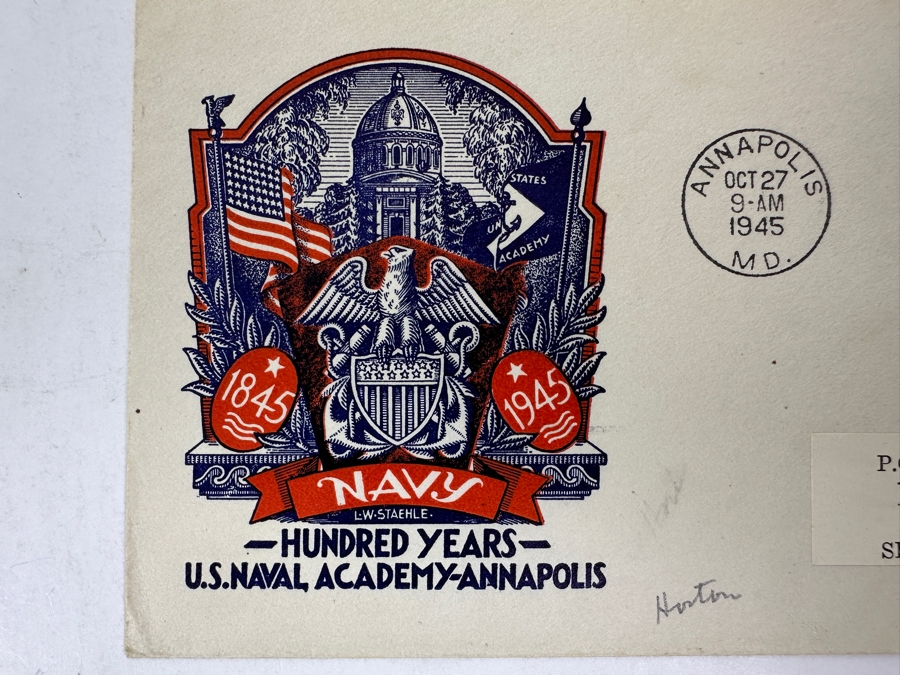 STATES
UN
ACADEMY
1845
1945
NAVY
L·W·STAEHLE·
—HUNDRED YEARS—
U.S.NAVAL ACADEMY-ANNAPOLIS
ANNAPOLIS
OCT 27
9-AM
1945
MD.
P.
Horton